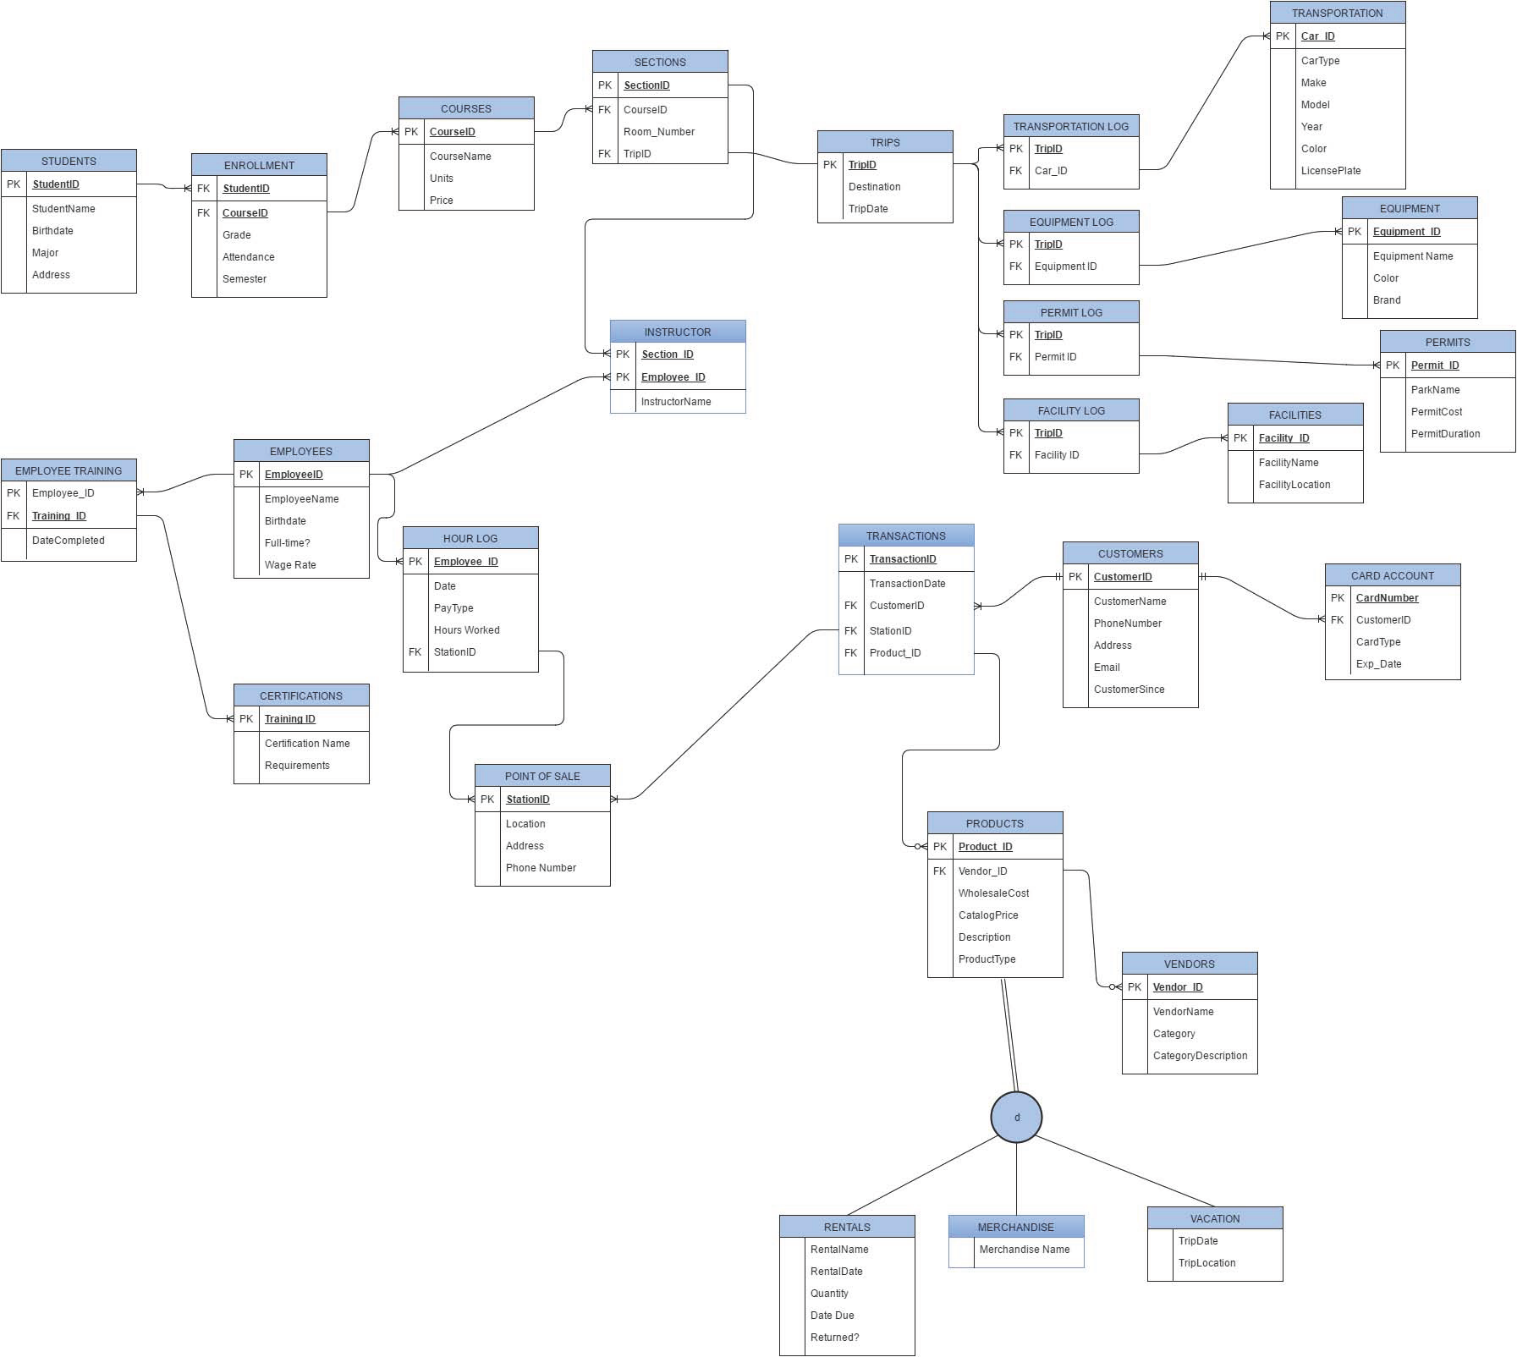 TRANSPORTATION
PK Car_ID
CarType
Make
Model
Year
Color
LicensePlate
SECTIONS
PK SectionID
FK CourseID
Room_Number
FK TripID
COURSES
PK CourseID
CourseName
Units
Price
STUDENTS
PK StudentID
StudentName
Birthdate
Major
Address
ENROLLMENT
FK StudentID
FK CourseID
Grade
Attendance
Semester
TRIPS
PK TripID
Destination
TripDate
TRANSPORTATION LOG
PK TripID
FK Car_ID
EQUIPMENT LOG
PK TripID
FK Equipment ID
EQUIPMENT
PK Equipment_ID
Equipment Name
Color
Brand
PERMIT LOG
PK TripID
FK Permit ID
PERMITS
PK Permit_ID
ParkName
PermitCost
PermitDuration
FACILITY LOG
PK TripID
FK Facility ID
FACILITIES
PK Facility_ID
FacilityName
FacilityLocation
INSTRUCTOR
PK Section_ID
PK Employee_ID
InstructorName
EMPLOYEES
PK EmployeeID
EmployeeName
Birthdate
Full-time?
Wage Rate
EMPLOYEE TRAINING
PK Employee_ID
FK Training_ID
DateCompleted
HOUR LOG
PK Employee_ID
Date
PayType
Hours Worked
FK StationID
CERTIFICATIONS
PK Training ID
Certification Name
Requirements
TRANSACTIONS
PK TransactionID
TransactionDate
FK CustomerID
FK StationID
FK Product_ID
CUSTOMERS
PK CustomerID
CustomerName
PhoneNumber
Address
Email
CustomerSince
CARD ACCOUNT
PK CardNumber
FK CustomerID
CardType
Exp_Date
POINT OF SALE
PK StationID
Location
Address
Phone Number
PRODUCTS
PK Product_ID
FK Vendor_ID
WholesaleCost
CatalogPrice
Description
ProductType
VENDORS
PK Vendor_ID
VendorName
Category
CategoryDescription
d
RENTALS
RentalName
RentalDate
Quantity
Date Due
Returned?
MERCHANDISE
Merchandise Name
VACATION
TripDate
TripLocation